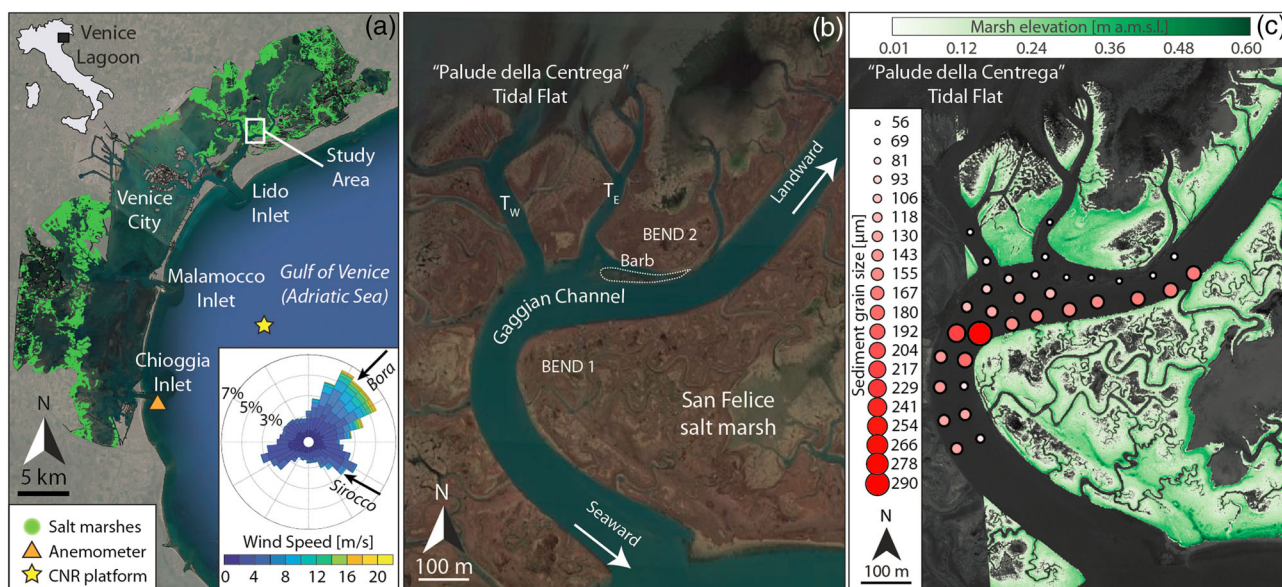 (a)
Venice
Lagoon
Study
Area
Venice
City
Lido
Inlet
Malamocco
Inlet
Gulf of Venice
(Adriatic Sea)
Chioggia
Inlet
N
5 km
Salt marshes
Anemometer
CNR platform
7%
5%
3%
Bora
Sirocco
Wind Speed [m/s]
0 4 8 12 16 20
(b)
"Palude della Centrega"
Tidal Flat
TW
TE
BEND 2
Landward
Barb
Gaggian Channel
BEND 1
San Felice
salt marsh
N
Seaward
100 m
(c)
Marsh elevation [m a.m.s.l.]
0.01 0.12 0.24 0.36 0.48 0.60
"Palude della Centrega"
Tidal Flat
Sediment grain size [μm]
56
69
81
93
106
118
130
143
155
167
180
192
204
217
229
241
254
266
278
290
N
100 m